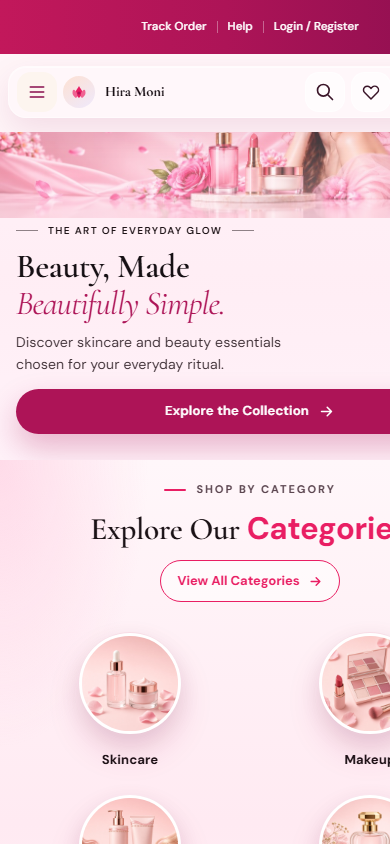 Track Order
Help
Login / Register
Hira Moni
THE ART OF EVERYDAY GLOW
Beauty, Made
Beautifully Simple.
Discover skincare and beauty essentials
chosen for your everyday ritual.
Explore the Collection →
SHOP BY CATEGORY
Explore Our Categorie
View All Categories →
Skincare
Makeup